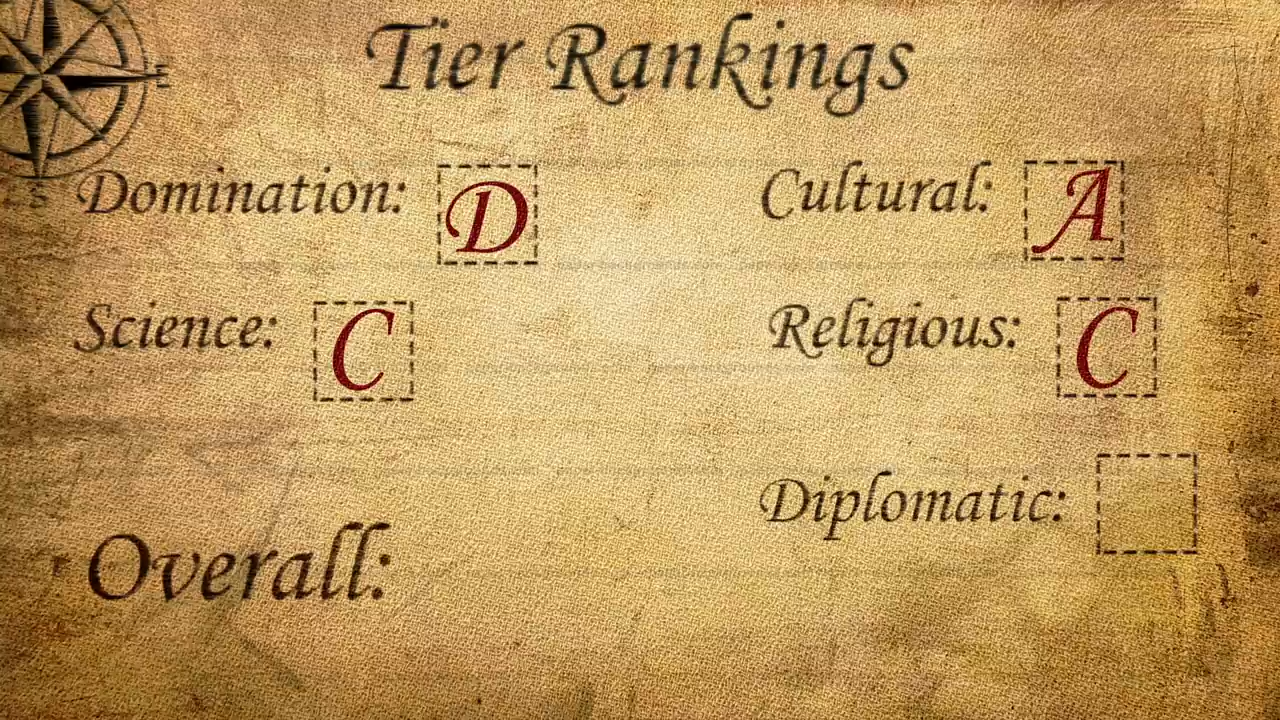 Tier Rankings
E
S
Domination: D
Cultural: A
Science: C
Religious: C
Diplomatic:
Overall: